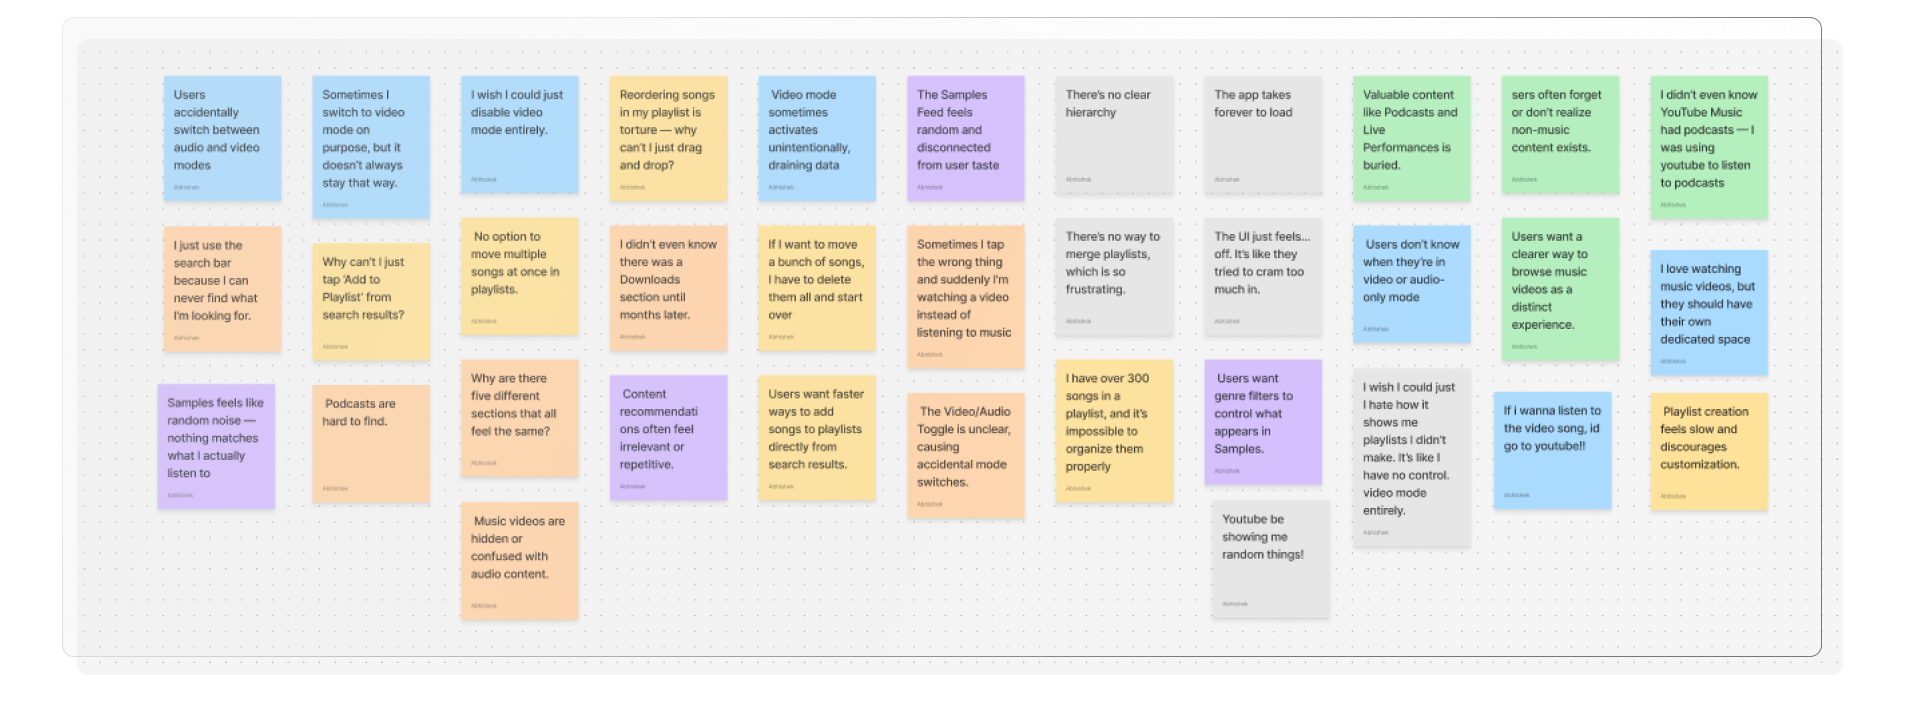 Users
accidentally
switch between
audio and video
modes
Abhishek
Sometimes I
switch to video
mode on
purpose, but it
doesn't always
stay that way.
Abhishek
I wish I could just
disable video
mode entirely.
Abhishek
Reordering songs
in my playlist is
torture — why
can't I just drag
and drop?
Abhishek
Video mode
sometimes
activates
unintentionally,
draining data
Abhishek
The Samples
Feed feels
random and
disconnected
from user taste
Abhishek
There's no clear
hierarchy
Abhishek
The app takes
forever to load
Abhishek
Valuable content
like Podcasts and
Live
Performances is
buried.
Abhishek
sers often forget
or don't realize
non-music
content exists.
Abhishek
I didn't even know
YouTube Music
had podcasts — I
was using
youtube to listen
to podcasts
Abhishek
I just use the
search bar
because I can
never find what
I'm looking for.
Abhishek
Why can't I just
tap 'Add to
Playlist' from
search results?
Abhishek
No option to
move multiple
songs at once in
playlists.
Abhishek
I didn't even know
there was a
Downloads
section until
months later.
Abhishek
If I want to move
a bunch of songs,
I have to delete
them all and start
over
Abhishek
Sometimes I tap
the wrong thing
and suddenly I'm
watching a video
instead of
listening to music
Abhishek
There's no way to
merge playlists,
which is so
frustrating.
Abhishek
The UI just feels...
off. It's like they
tried to cram too
much in.
Abhishek
Users don't know
when they're in
video or audio-
only mode
Abhishek
Users want a
clearer way to
browse music
videos as a
distinct
experience.
Abhishek
I love watching
music videos, but
they should have
their own
dedicated space
Abhishek
Samples feels like
random noise —
nothing matches
what I actually
listen to
Abhishek
Podcasts are
hard to find.
Abhishek
Why are there
five different
sections that all
feel the same?
Abhishek
Content
recommendati
ons often feel
irrelevant or
repetitive.
Abhishek
Users want faster
ways to add
songs to playlists
directly from
search results.
Abhishek
The Video/Audio
Toggle is unclear,
causing
accidental mode
switches.
Abhishek
I have over 300
songs in a
playlist, and it's
impossible to
organize them
properly
Abhishek
Users want
genre filters to
control what
appears in
Samples.
Abhishek
I wish I could just
I hate how it
shows me
playlists I didn't
make. It's like I
have no control.
video mode
entirely.
Abhishek
If i wanna listen to
the video song, id
go to youtube!!
Abhishek
Playlist creation
feels slow and
discourages
customization.
Abhishek
Music videos are
hidden or
confused with
audio content.
Abhishek
Youtube be
showing me
random things!
Abhishek